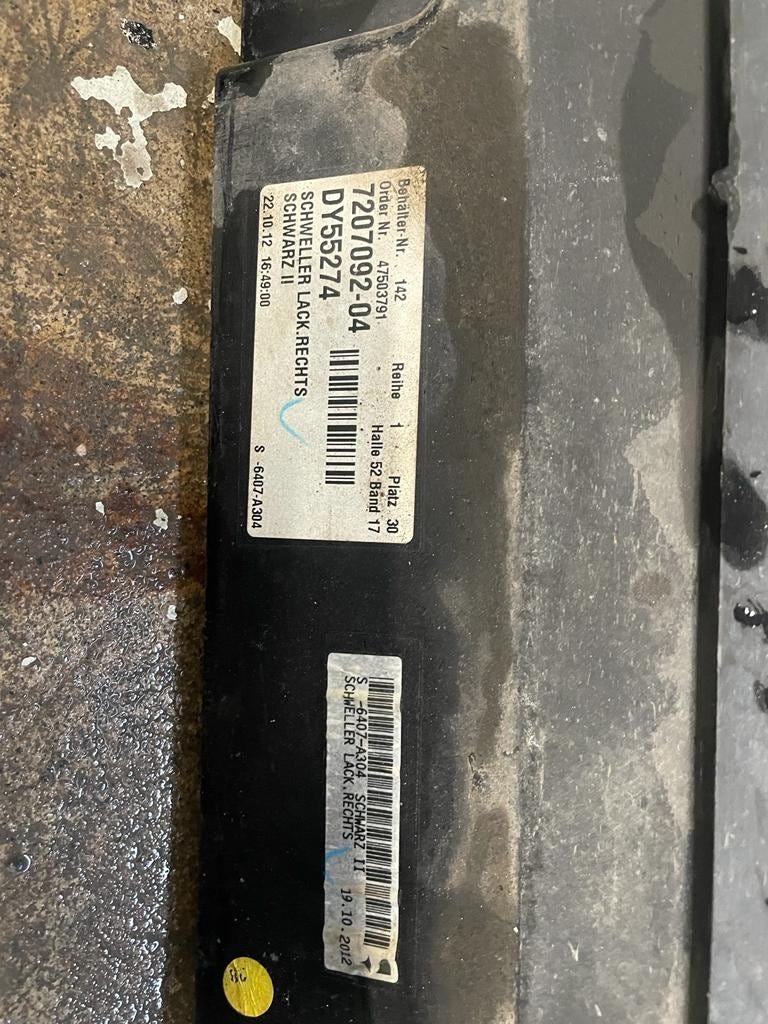 Behälter-Nr. 142 Reihe 1 Platz 30
Order Nr. 47503791 Halle 52 Band 17
7207092-04
DY55274
SCHWELLER LACK.RECHTS
SCHWARZ II
22.10.12 16:49:00 S -6407-A304
S -6407-A304 SCHWARZ II
SCHWELLER LACK.RECHTS 19.10.2012